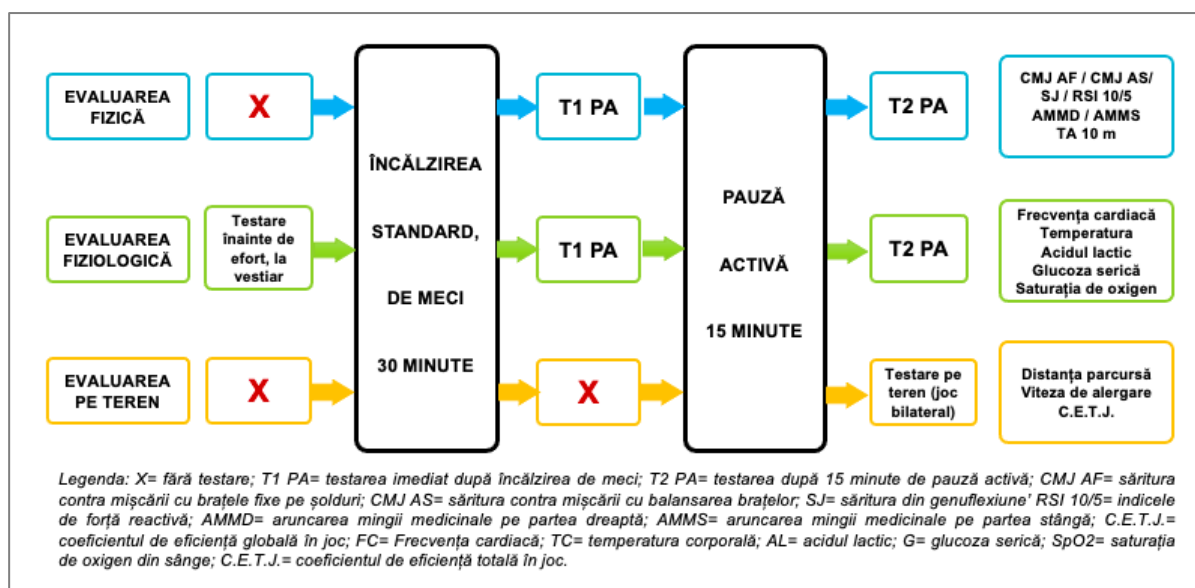 EVALUAREA
FIZICĂ
X
ÎNCĂLZIREA
STANDARD,
DE MECI
30 MINUTE
T1 PA
PAUZĂ
ACTIVĂ
15 MINUTE
T2 PA
CMJ AF / CMJ AS/
SJ / RSI 10/5
AMMD / AMMS
TA 10 m
EVALUAREA
FIZIOLOGICĂ
Testare
înainte de
efort, la
vestiar
T1 PA
T2 PA
Frecvența cardiacă
Temperatura
Acidul lactic
Glucoza serică
Saturația de oxigen
EVALUAREA
PE TEREN
X
X
Testare pe
teren (joc
bilateral)
Distanța parcursă
Viteza de alergare
C.E.T.J.
Legenda: X= fără testare; T1 PA= testarea imediat după încălzirea de meci; T2 PA= testarea după 15 minute de pauză activă; CMJ AF= săritura
contra mișcării cu brațele fixe pe șolduri; CMJ AS= săritura contra mișcării cu balansarea brațelor; SJ= săritura din genuflexiune' RSI 10/5= indicele
de forță reactivă; AMMD= aruncarea mingii medicinale pe partea dreaptă; AMMS= aruncarea mingii medicinale pe partea stângă; C.E.T.J.=
coeficientul de eficiență globală în joc; FC= Frecvența cardiacă; TC= temperatura corporală; AL= acidul lactic; G= glucoza serică; SpO2= saturația
de oxigen din sânge; C.E.T.J.= coeficientul de eficiență totală în joc.